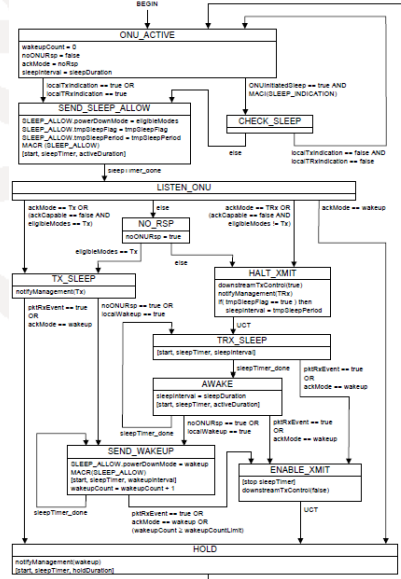 BEGIN
ONU_ACTIVE
wakeupCount = 0
noONURsp = false
ackMode = noRsp
sleepInterval = sleepDuration
localTxIndication == true OR
localTRxIndication == true
ONUInitiatedSleep == true AND
MACI(SLEEP_INDICATION)
SEND_SLEEP_ALLOW
SLEEP_ALLOW.powerDownMode = eligibleModes
SLEEP_ALLOW.tmpSleepFlag = tmpSleepFlag
SLEEP_ALLOW.tmpSleepPeriod = tmpSleepPeriod
MACR (SLEEP_ALLOW)
[start, sleepTimer, activeDuration]
CHECK_SLEEP
else
localTxIndication == false AND
localTRxIndication == false
sleepTimer_done
LISTEN_ONU
ackMode == Tx OR
(ackCapable == false AND
eligibleModes == Tx)
else
ackMode == TRx OR
(ackCapable == false AND
eligibleModes != Tx)
ackMode == wakeup
NO_RSP
noONURsp = true
eligibleModes == Tx
else
TX_SLEEP
notifyManagement(Tx)
HALT_XMIT
downstreamTxControl(true)
notifyManagement(TRx)
if( tmpSleepFlag == true ) then
sleepInterval = tmpSleepPeriod
pktRxEvent == true
OR
ackMode == wakeup
noONURsp == true OR
localWakeup == true
UCT
TRX_SLEEP
[start, sleepTimer, sleepInterval]
sleepTimer_done
AWAKE
sleepInterval = sleepDuration
[start, sleepTimer, activeDuration]
pktRxEvent == true
OR
ackMode == wakeup
sleepTimer_done
noONURsp == true OR
localWakeup == true
pktRxEvent == true
OR
ackMode == wakeup
SEND_WAKEUP
SLEEP_ALLOW.powerDownMode = wakeup
MACR(SLEEP_ALLOW)
[start, sleepTimer, wakeupInterval]
wakeupCount = wakeupCount + 1
ENABLE_XMIT
[stop sleepTimer]
downstreamTxControl(false)
sleepTimer_done
pktRxEvent == true OR
ackMode == wakeup OR
(wakeupCount ≥ wakeupCountLimit)
UCT
HOLD
notifyManagement(wakeup)
[start, sleepTimer, holdDuration]